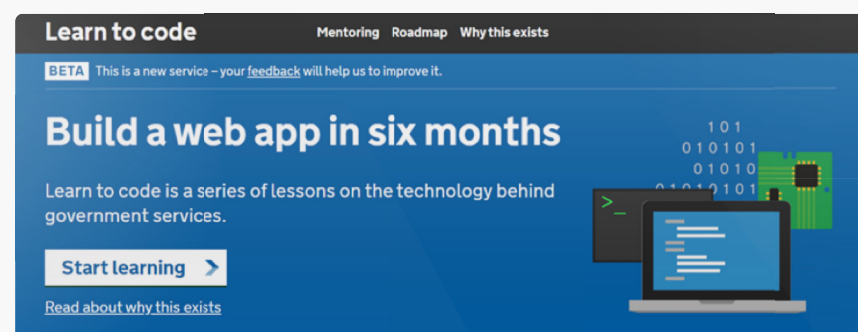 Learn to code
Mentoring Roadmap Why this exists
BETA This is a new service – your feedback will help us to improve it.
Build a web app in six months
Learn to code is a series of lessons on the technology behind
government services.
Start learning
Read about why this exists
101
010101
01010
01010101
>_